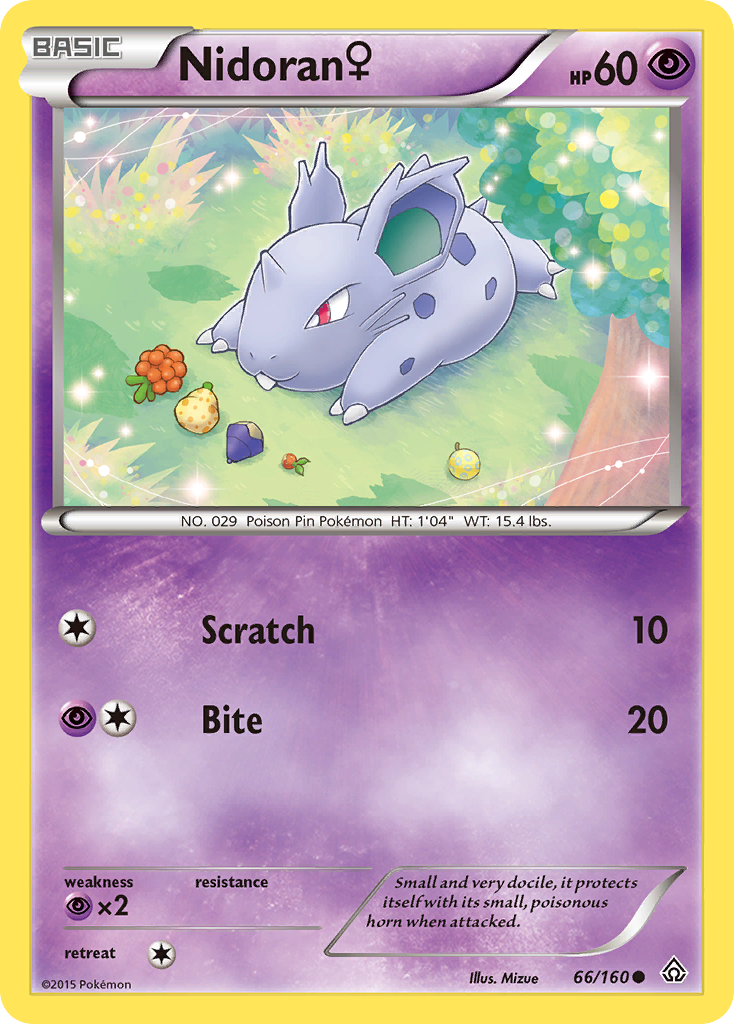 BASIC
Nidoran♀
HP60
NO. 029 Poison Pin Pokémon HT: 1'04" WT: 15.4 lbs.
Scratch 10
Bite 20
weakness resistance
×2
Small and very docile, it protects
itself with its small, poisonous
horn when attacked.
retreat
Illus. Mizue 66/160
©2015 Pokémon